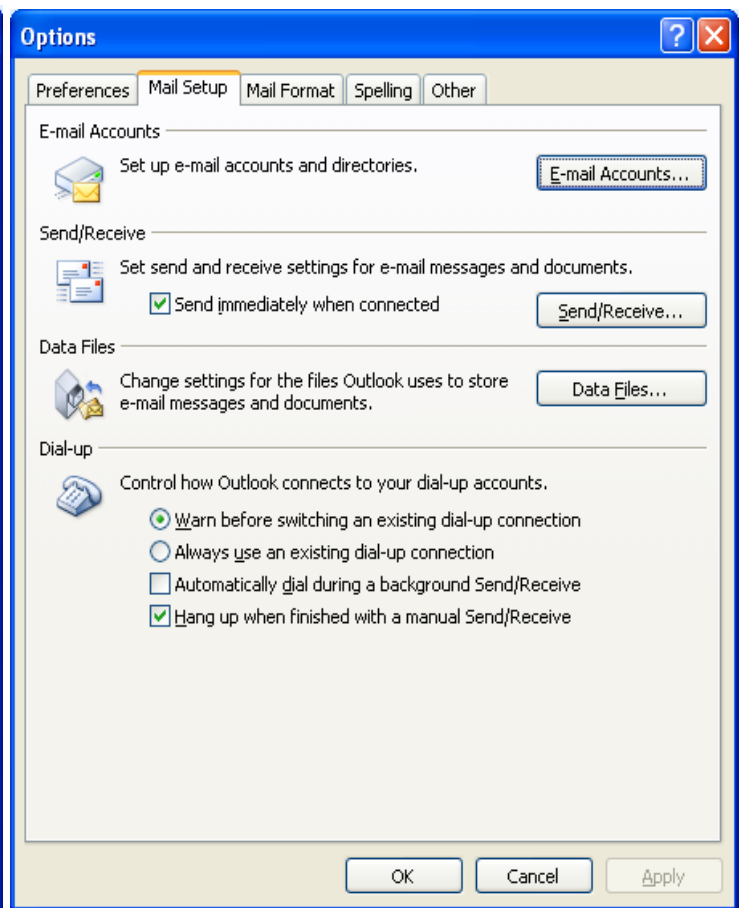 Options
Preferences Mail Setup Mail Format Spelling Other
E-mail Accounts
Set up e-mail accounts and directories.
E-mail Accounts...
Send/Receive
Set send and receive settings for e-mail messages and documents.
Send immediately when connected
Send/Receive...
Data Files
Change settings for the files Outlook uses to store
e-mail messages and documents.
Data Files...
Dial-up
Control how Outlook connects to your dial-up accounts.
Warn before switching an existing dial-up connection
Always use an existing dial-up connection
Automatically dial during a background Send/Receive
Hang up when finished with a manual Send/Receive
OK Cancel Apply